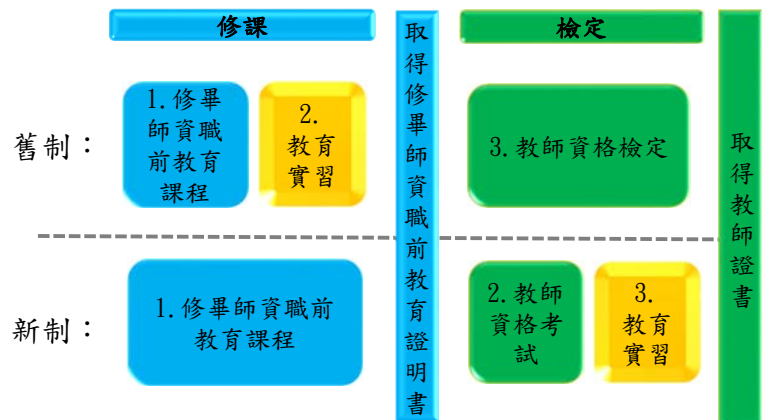 修課
檢定
舊制：
1.修畢
師資職
前教育
課程
2.
教育
實習
取得修畢師資職前教育證明書
3.教師資格檢定
取得教師證書
新制：
1.修畢師資職前
教育課程
2.教師
資格考
試
3.
教育
實習